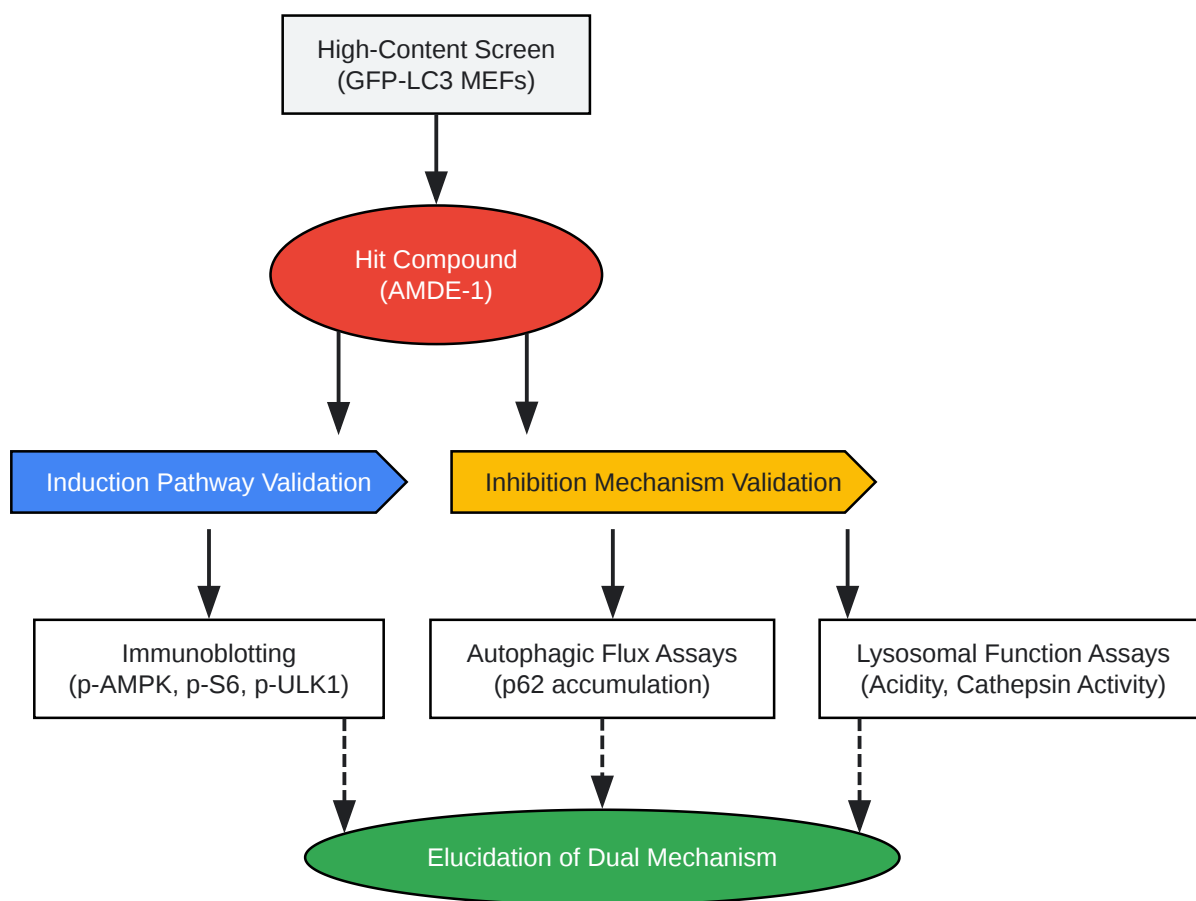 High-Content Screen
(GFP-LC3 MEFs)
Hit Compound
(AMDE-1)
Induction Pathway Validation
Inhibition Mechanism Validation
Immunoblotting
(p-AMPK, p-S6, p-ULK1)
Autophagic Flux Assays
(p62 accumulation)
Lysosomal Function Assays
(Acidity, Cathepsin Activity)
Elucidation of Dual Mechanism